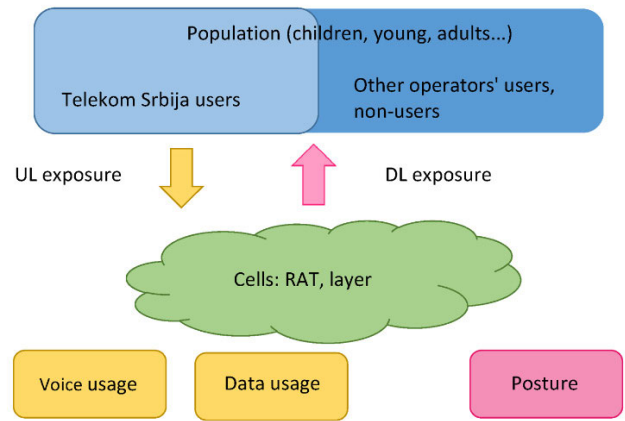 Population (children, young, adults...)
Telekom Srbija users
Other operators' users,
non-users
UL exposure
DL exposure
Cells: RAT, layer
Voice usage
Data usage
Posture